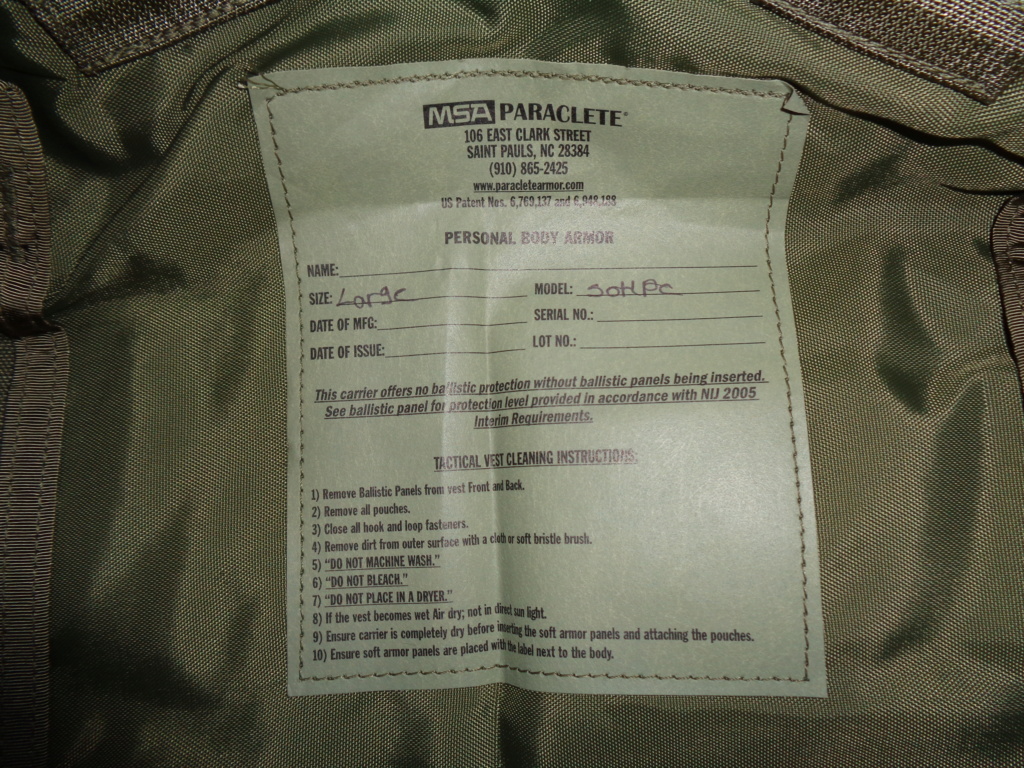 MSA PARACLETE®
106 EAST CLARK STREET
SAINT PAULS, NC 28384
(910) 865-2425
www.paracletearmor.com
US Patent Nos. 6,769,137 and 6,948,188
PERSONAL BODY ARMOR
NAME:
SIZE: Large MODEL: SOHPC
DATE OF MFG: SERIAL NO.:
DATE OF ISSUE: LOT NO.:
This carrier offers no ballistic protection without ballistic panels being inserted.
See ballistic panel for protection level provided in accordance with NIJ 2005
Interim Requirements.
TACTICAL VEST CLEANING INSTRUCTIONS:
1) Remove Ballistic Panels from vest Front and Back.
2) Remove all pouches.
3) Close all hook and loop fasteners.
4) Remove dirt from outer surface with a cloth or soft bristle brush.
5) "DO NOT MACHINE WASH."
6) "DO NOT BLEACH."
7) "DO NOT PLACE IN A DRYER."
8) If the vest becomes wet Air dry; not in direct sun light.
9) Ensure carrier is completely dry before inserting the soft armor panels and attaching the pouches.
10) Ensure soft armor panels are placed with the label next to the body.